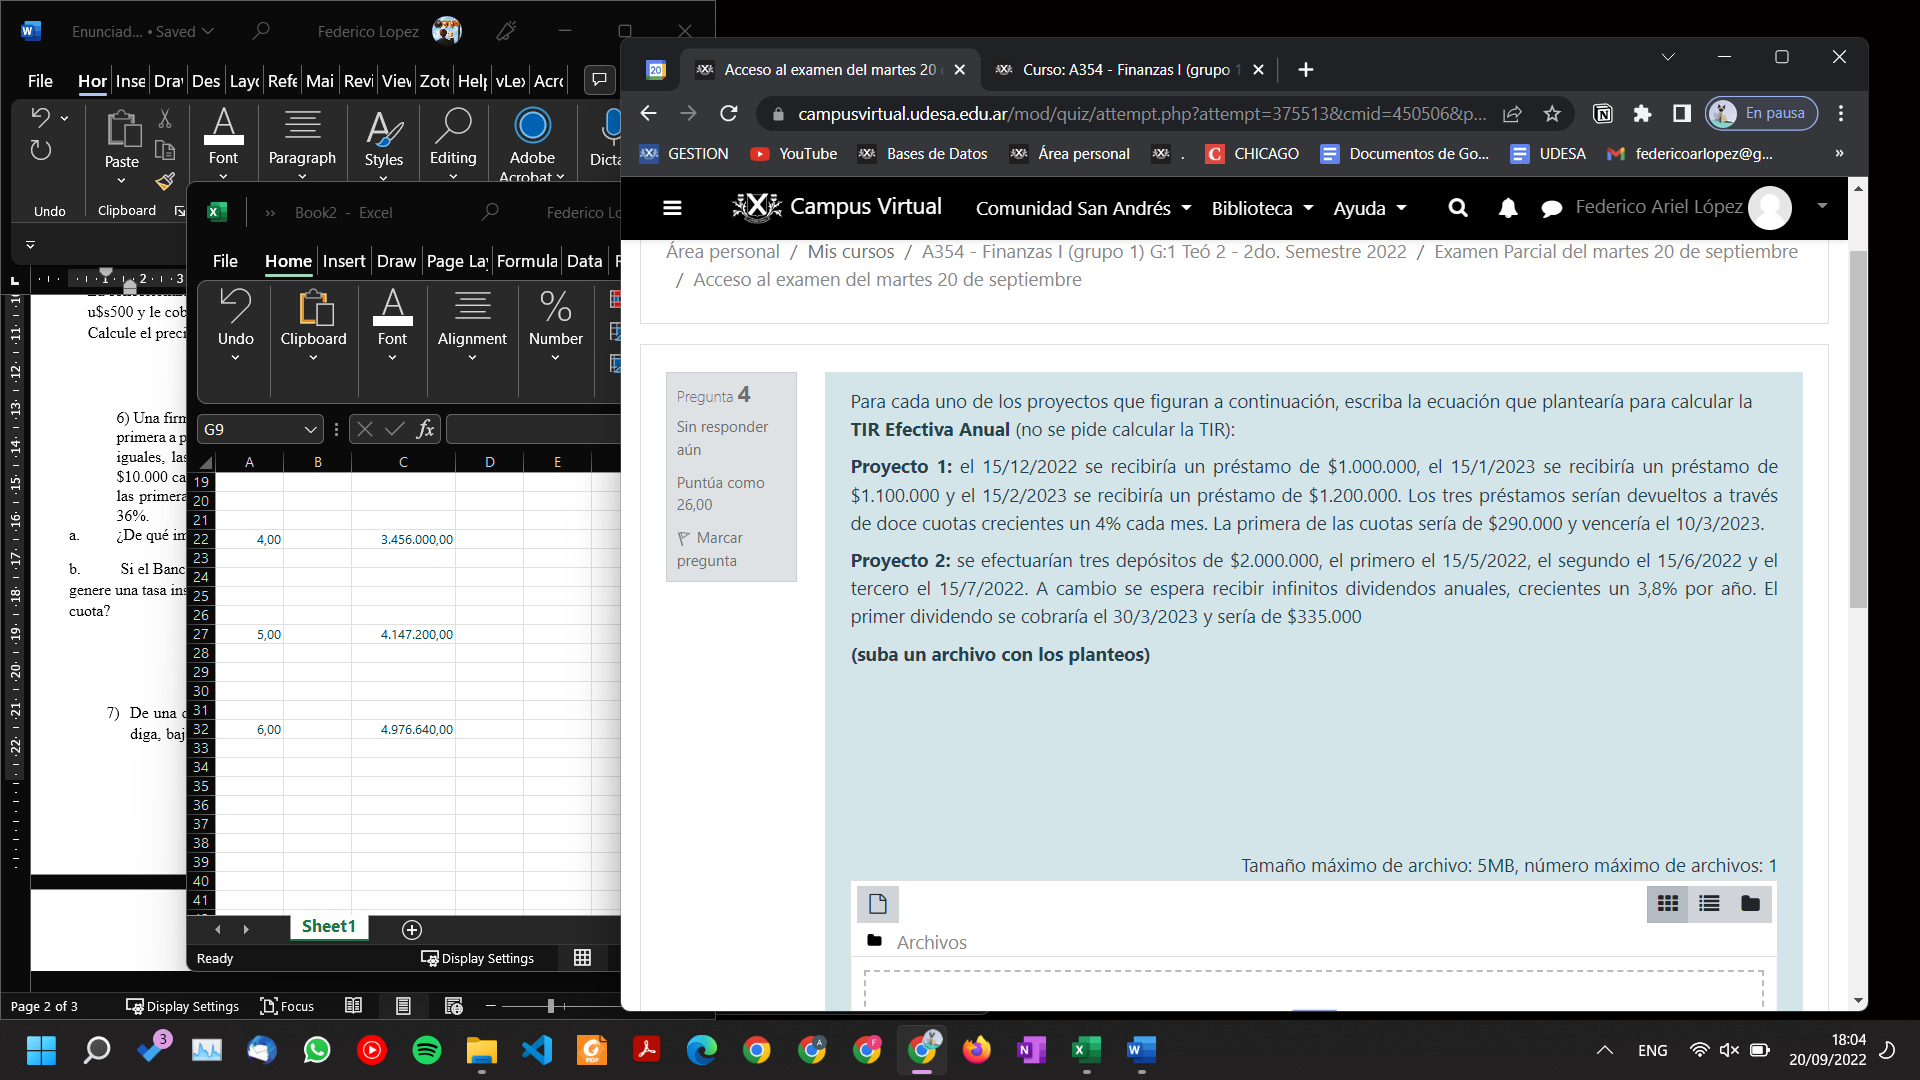 Enunciad... • Saved
Federico Lopez
File
Hor
Inse
Dra
Des
Layo
Refe
Mai
Revi
View
Zote
Help
vLex
Acro
Paste
Font
Paragraph
Styles
Editing
Adobe
Acrobat
Dicta
Undo
Clipboard
u$s500 y le cob
Calcule el preci
6) Una firm
primera a p
iguales, las
$10.000 ca
las primera
36%.
a. ¿De qué im
b. Si el Banc
genere una tasa ins
cuota?
7) De una c
diga, baj
Page 2 of 3
Display Settings
Focus
Book2 - Excel
Federico Lo
File
Home
Insert
Draw
Page La
Formula
Data
Undo
Clipboard
Font
Alignment
Number
G9
fx
A B C D E
19
20
21
22 4,00 3.456.000,00
23
24
25
26
27 5,00 4.147.200,00
28
29
30
31
32 6,00 4.976.640,00
33
34
35
36
37
38
39
40
41
Sheet1
Ready
Display Settings
20
Acceso al examen del martes 20
Curso: A354 - Finanzas I (grupo 1
campusvirtual.udesa.edu.ar/mod/quiz/attempt.php?attempt=375513&cmid=450506&p...
En pausa
GESTION
YouTube
Bases de Datos
Área personal
.
CHICAGO
Documentos de Go...
UDESA
federicoarlopez@g...
»
Campus Virtual
Comunidad San Andrés
Biblioteca
Ayuda
Federico Ariel López
Área personal / Mis cursos / A354 - Finanzas I (grupo 1) G:1 Teó 2 - 2do. Semestre 2022 / Examen Parcial del martes 20 de septiembre
/ Acceso al examen del martes 20 de septiembre
Pregunta 4
Sin responder
aún
Puntúa como
26,00
Marcar
pregunta
Para cada uno de los proyectos que figuran a continuación, escriba la ecuación que plantearía para calcular la
TIR Efectiva Anual (no se pide calcular la TIR):
Proyecto 1: el 15/12/2022 se recibiría un préstamo de $1.000.000, el 15/1/2023 se recibiría un préstamo de
$1.100.000 y el 15/2/2023 se recibiría un préstamo de $1.200.000. Los tres préstamos serían devueltos a través
de doce cuotas crecientes un 4% cada mes. La primera de las cuotas sería de $290.000 y vencería el 10/3/2023.
Proyecto 2: se efectuarían tres depósitos de $2.000.000, el primero el 15/5/2022, el segundo el 15/6/2022 y el
tercero el 15/7/2022. A cambio se espera recibir infinitos dividendos anuales, crecientes un 3,8% por año. El
primer dividendo se cobraría el 30/3/2023 y sería de $335.000
(suba un archivo con los planteos)
Tamaño máximo de archivo: 5MB, número máximo de archivos: 1
Archivos
3
ENG
18:04
20/09/2022